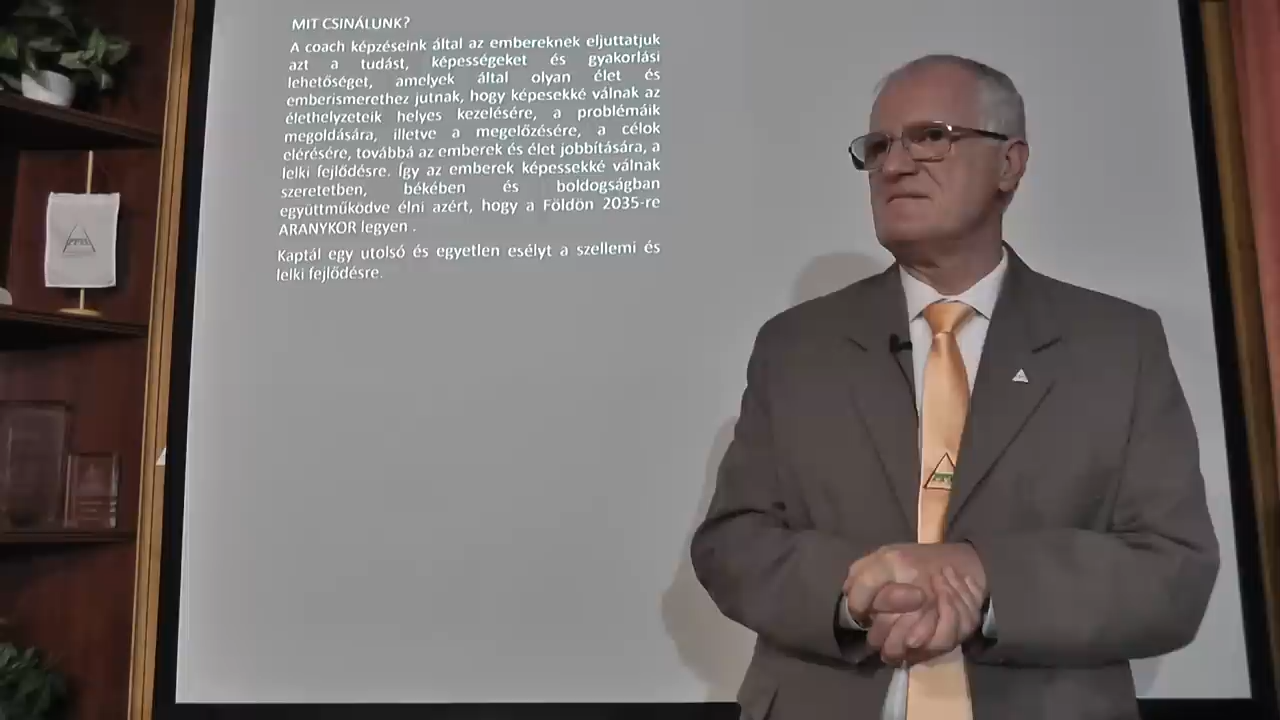 MIT CSINÁLUNK?
A coach képzéseink által az embereknek eljuttatjuk
azt a tudást, képességeket és gyakorlási
lehetőséget, amelyek által olyan élet és
emberismerethez jutnak, hogy képesekké válnak az
élethelyzeteik helyes kezelésére, a problémáik
megoldására, illetve a megelőzésére, a célok
elérésére, továbbá az emberek és élet jobbítására, a
lelki fejlődésre. Így az emberek képessekké válnak
szeretetben, békében és boldogságban
együttműködve élni azért, hogy a Földön 2035-re
ARANYKOR legyen .
Kaptál egy utolsó és egyetlen esélyt a szellemi és
lelki fejlődésre.